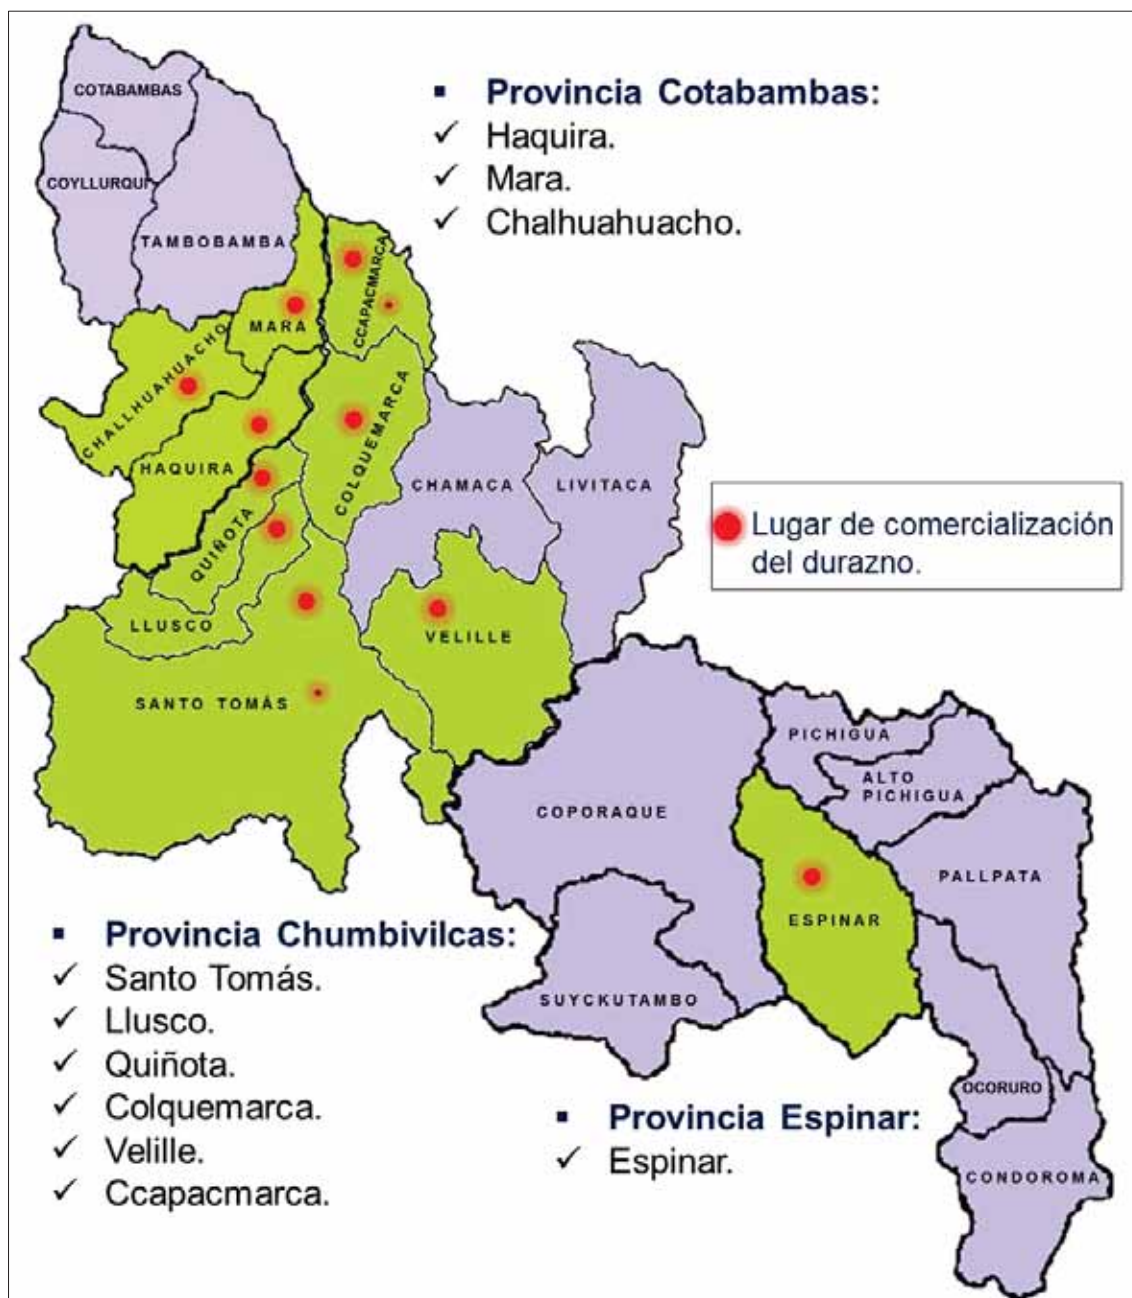 COTABAMBAS
COYLLURQUI
TAMBOBAMBA
▪ Provincia Cotabambas:
✓ Haquira.
✓ Mara.
✓ Chalhuahuacho.
CCAPACMARCA
MARA
CHALLHUAHUACHO
HAQUIRA
COLQUEMARCA
CHAMACA
LIVITACA
QUIÑOTA
Lugar de comercialización
del durazno.
LLUSCO
VELILLE
SANTO TOMÁS
PICHIGUA
ALTO
PICHIGUA
COPORAQUE
PALLPATA
ESPINAR
SUYCKUTAMBO
OCORURO
CONDOROMA
▪ Provincia Chumbivilcas:
✓ Santo Tomás.
✓ Llusco.
✓ Quiñota.
✓ Colquemarca.
✓ Velille.
✓ Ccapacmarca.
▪ Provincia Espinar:
✓ Espinar.